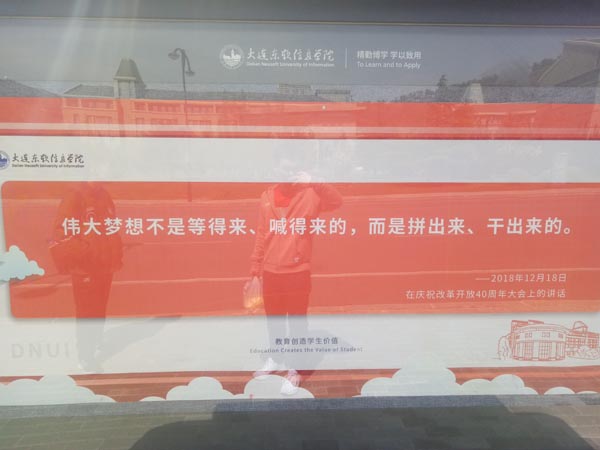 大连东软信息学院
Dalian Neusoft University of Information
精勤博学 学以致用
To Learn and to Apply
大连东软信息学院
Dalian Neusoft University of Information
伟大梦想不是等得来、喊得来的，而是拼出来、干出来的。
——2018年12月18日
在庆祝改革开放40周年大会上的讲话
DNUI
教育创造学生价值
Education Creates the Value of Student